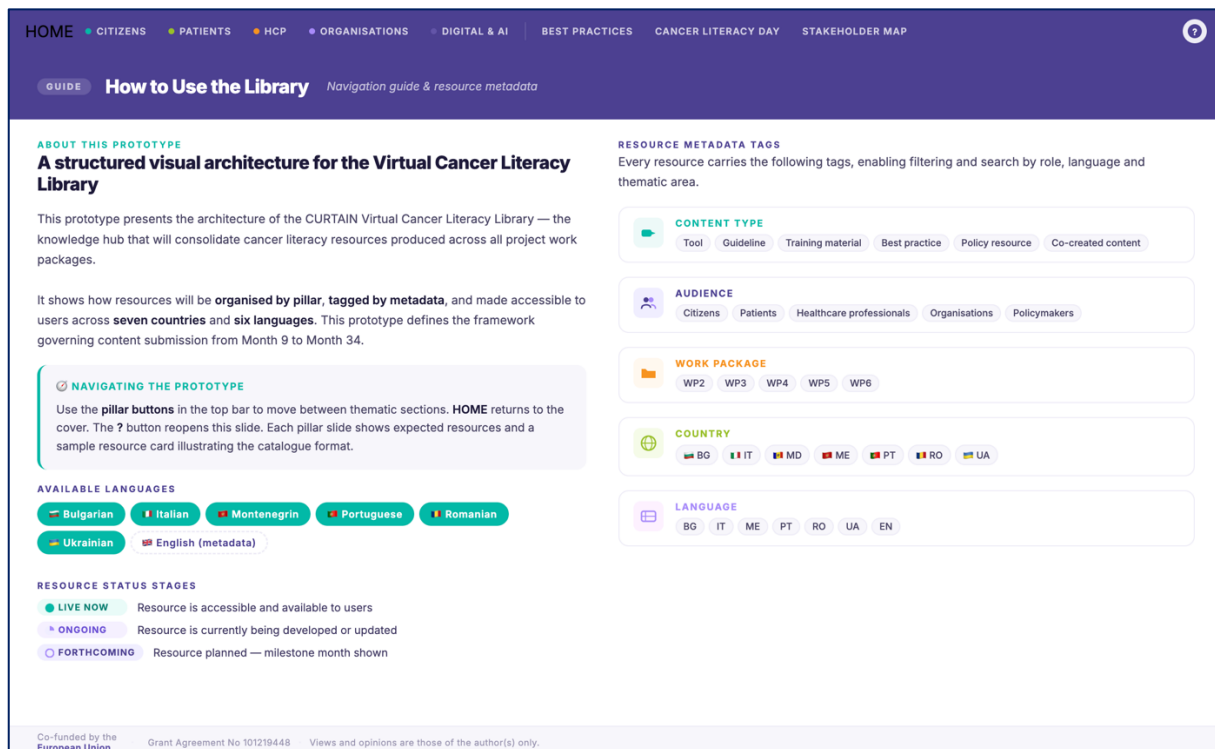 HOME CITIZENS PATIENTS HCP ORGANISATIONS DIGITAL & AI BEST PRACTICES CANCER LITERACY DAY STAKEHOLDER MAP ?
GUIDE How to Use the Library Navigation guide & resource metadata
ABOUT THIS PROTOTYPE
A structured visual architecture for the Virtual Cancer Literacy
Library
This prototype presents the architecture of the CURTAIN Virtual Cancer Literacy Library — the
knowledge hub that will consolidate cancer literacy resources produced across all project work
packages.
It shows how resources will be organised by pillar, tagged by metadata, and made accessible to
users across seven countries and six languages. This prototype defines the framework
governing content submission from Month 9 to Month 34.
NAVIGATING THE PROTOTYPE
Use the pillar buttons in the top bar to move between thematic sections. HOME returns to the
cover. The ? button reopens this slide. Each pillar slide shows expected resources and a
sample resource card illustrating the catalogue format.
AVAILABLE LANGUAGES
Bulgarian Italian Montenegrin Portuguese Romanian
Ukrainian English (metadata)
RESOURCE STATUS STAGES
LIVE NOW Resource is accessible and available to users
ONGOING Resource is currently being developed or updated
FORTHCOMING Resource planned — milestone month shown
RESOURCE METADATA TAGS
Every resource carries the following tags, enabling filtering and search by role, language and
thematic area.
CONTENT TYPE
Tool Guideline Training material Best practice Policy resource Co-created content
AUDIENCE
Citizens Patients Healthcare professionals Organisations Policymakers
WORK PACKAGE
WP2 WP3 WP4 WP5 WP6
COUNTRY
BG IT MD ME PT RO UA
LANGUAGE
BG IT ME PT RO UA EN
Co-funded by the
European Union
Grant Agreement No 101219448 · Views and opinions are those of the author(s) only.